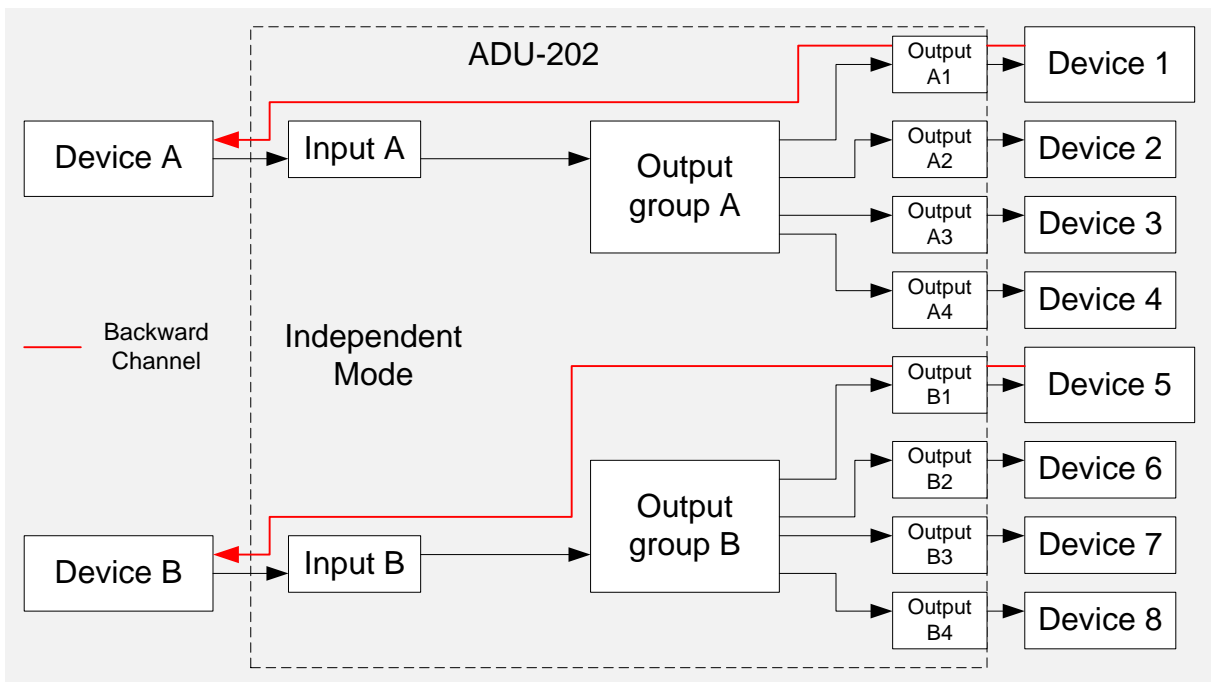 ADU-202
Device A
Input A
Output
group A
Output
A1
Device 1
Output
A2
Device 2
Output
A3
Device 3
Output
A4
Device 4
Backward
Channel
Independent
Mode
Device B
Input B
Output
group B
Output
B1
Device 5
Output
B2
Device 6
Output
B3
Device 7
Output
B4
Device 8